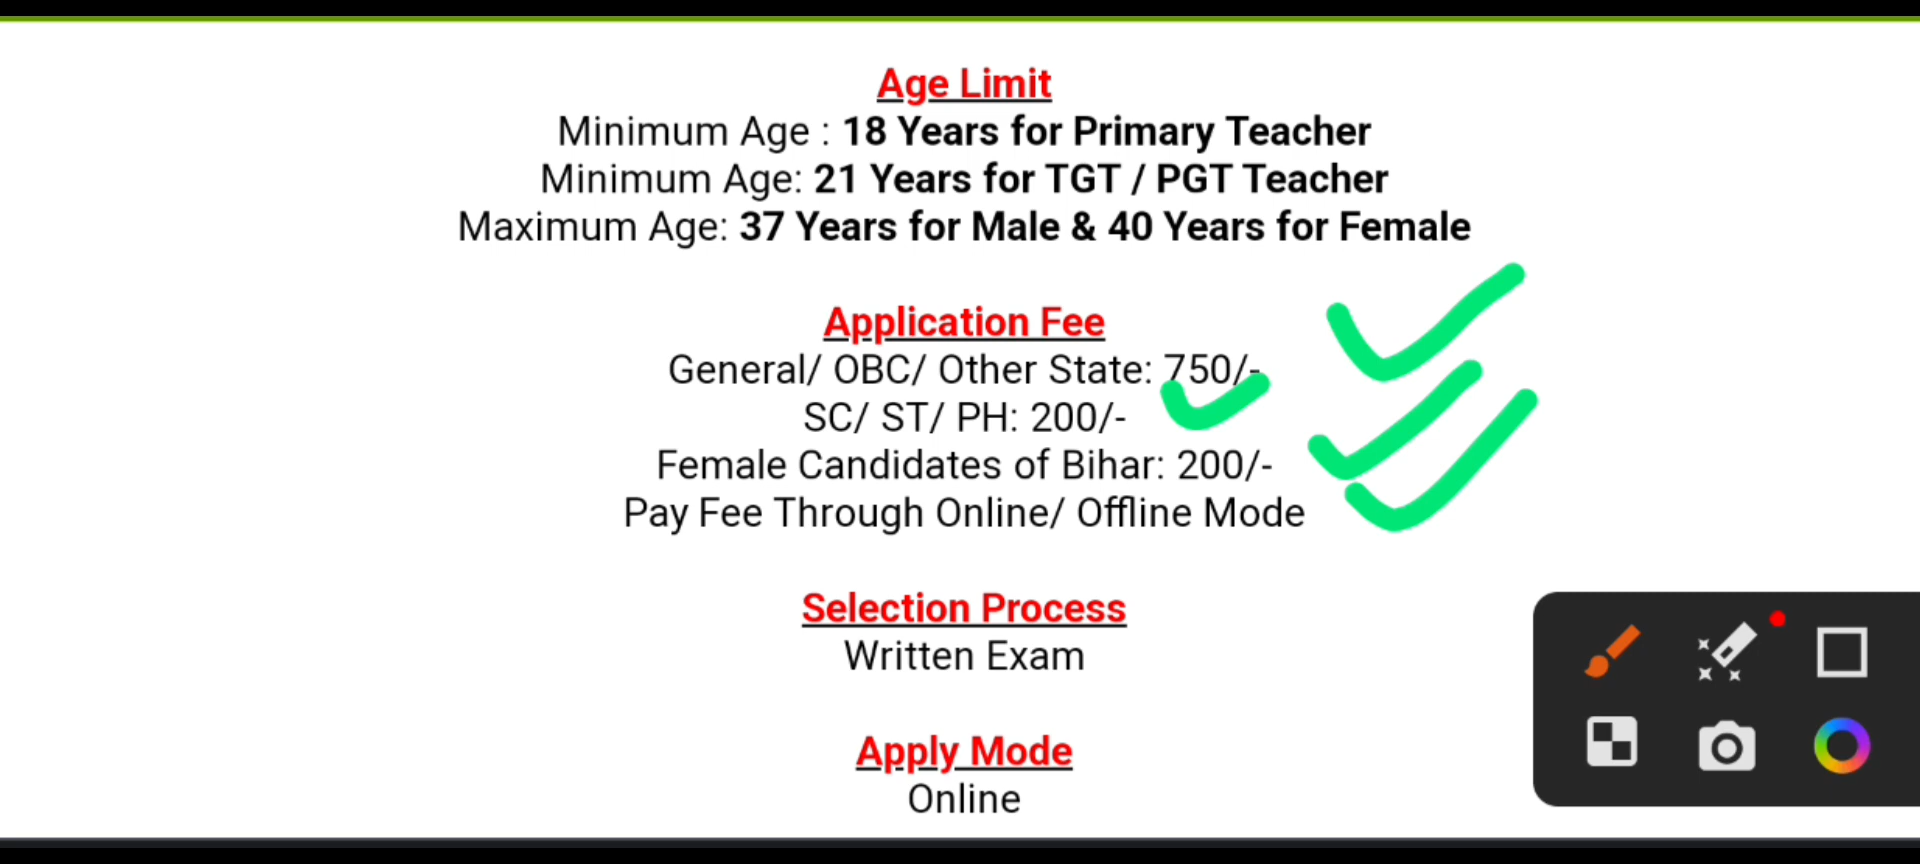 Age Limit
Minimum Age : 18 Years for Primary Teacher
Minimum Age: 21 Years for TGT / PGT Teacher
Maximum Age: 37 Years for Male & 40 Years for Female
Application Fee
General/ OBC/ Other State: 750/-
SC/ ST/ PH: 200/-
Female Candidates of Bihar: 200/-
Pay Fee Through Online/ Offline Mode
Selection Process
Written Exam
Apply Mode
Online